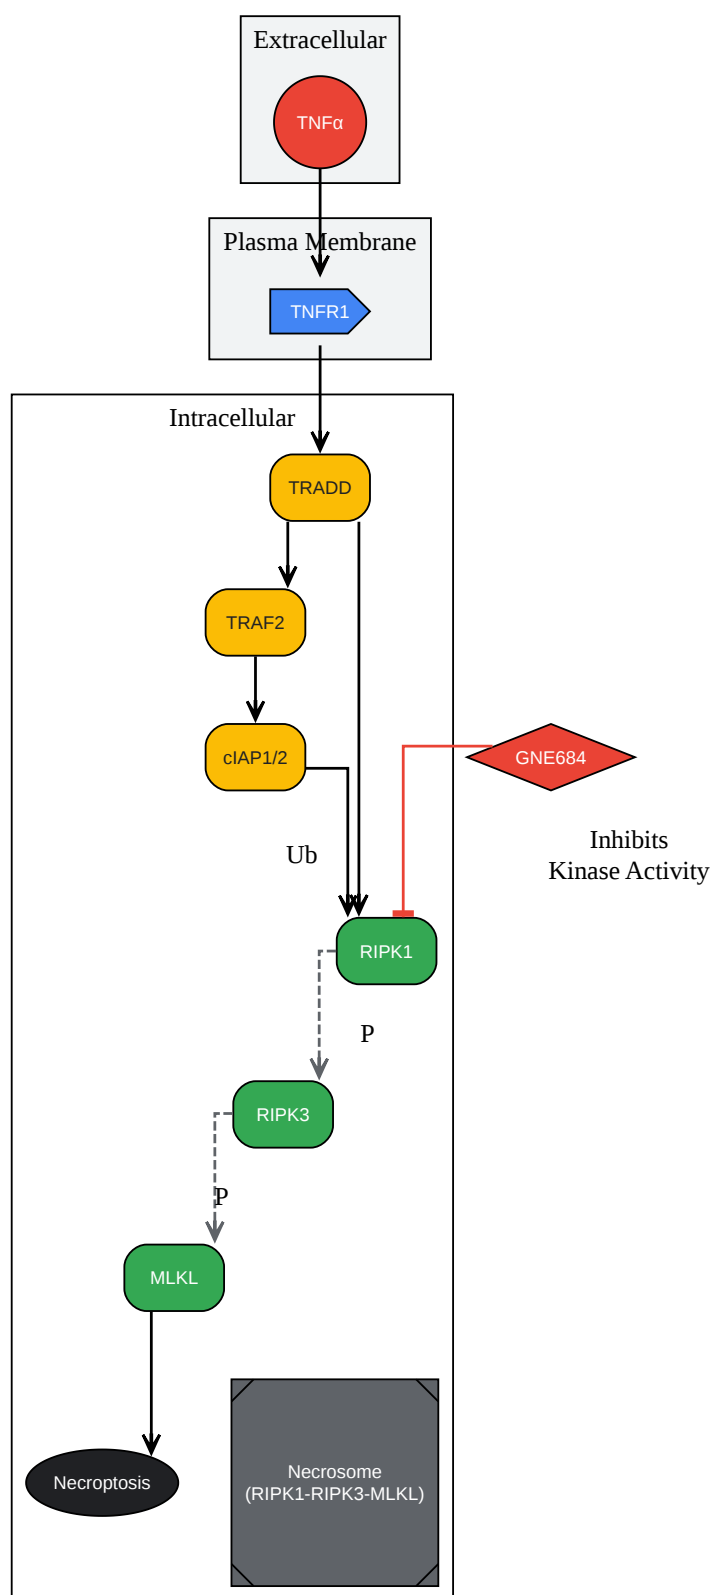 Extracellular
TNFα
Plasma Membrane
TNFR1
Intracellular
TRADD
TRAF2
cIAP1/2
GNE684
Inhibits
Kinase Activity
Ub
RIPK1
P
RIPK3
P
MLKL
Necroptosis
Necrosome
(RIPK1-RIPK3-MLKL)